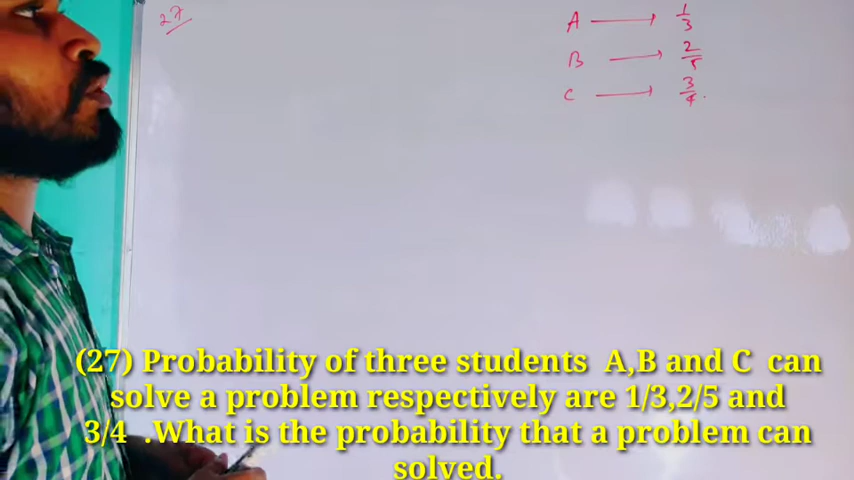 27
A → 1/3
B → 2/5
C → 3/4.
(27) Probability of three students A,B and C can
solve a problem respectively are 1/3,2/5 and
3/4 .What is the probability that a problem can
solved.